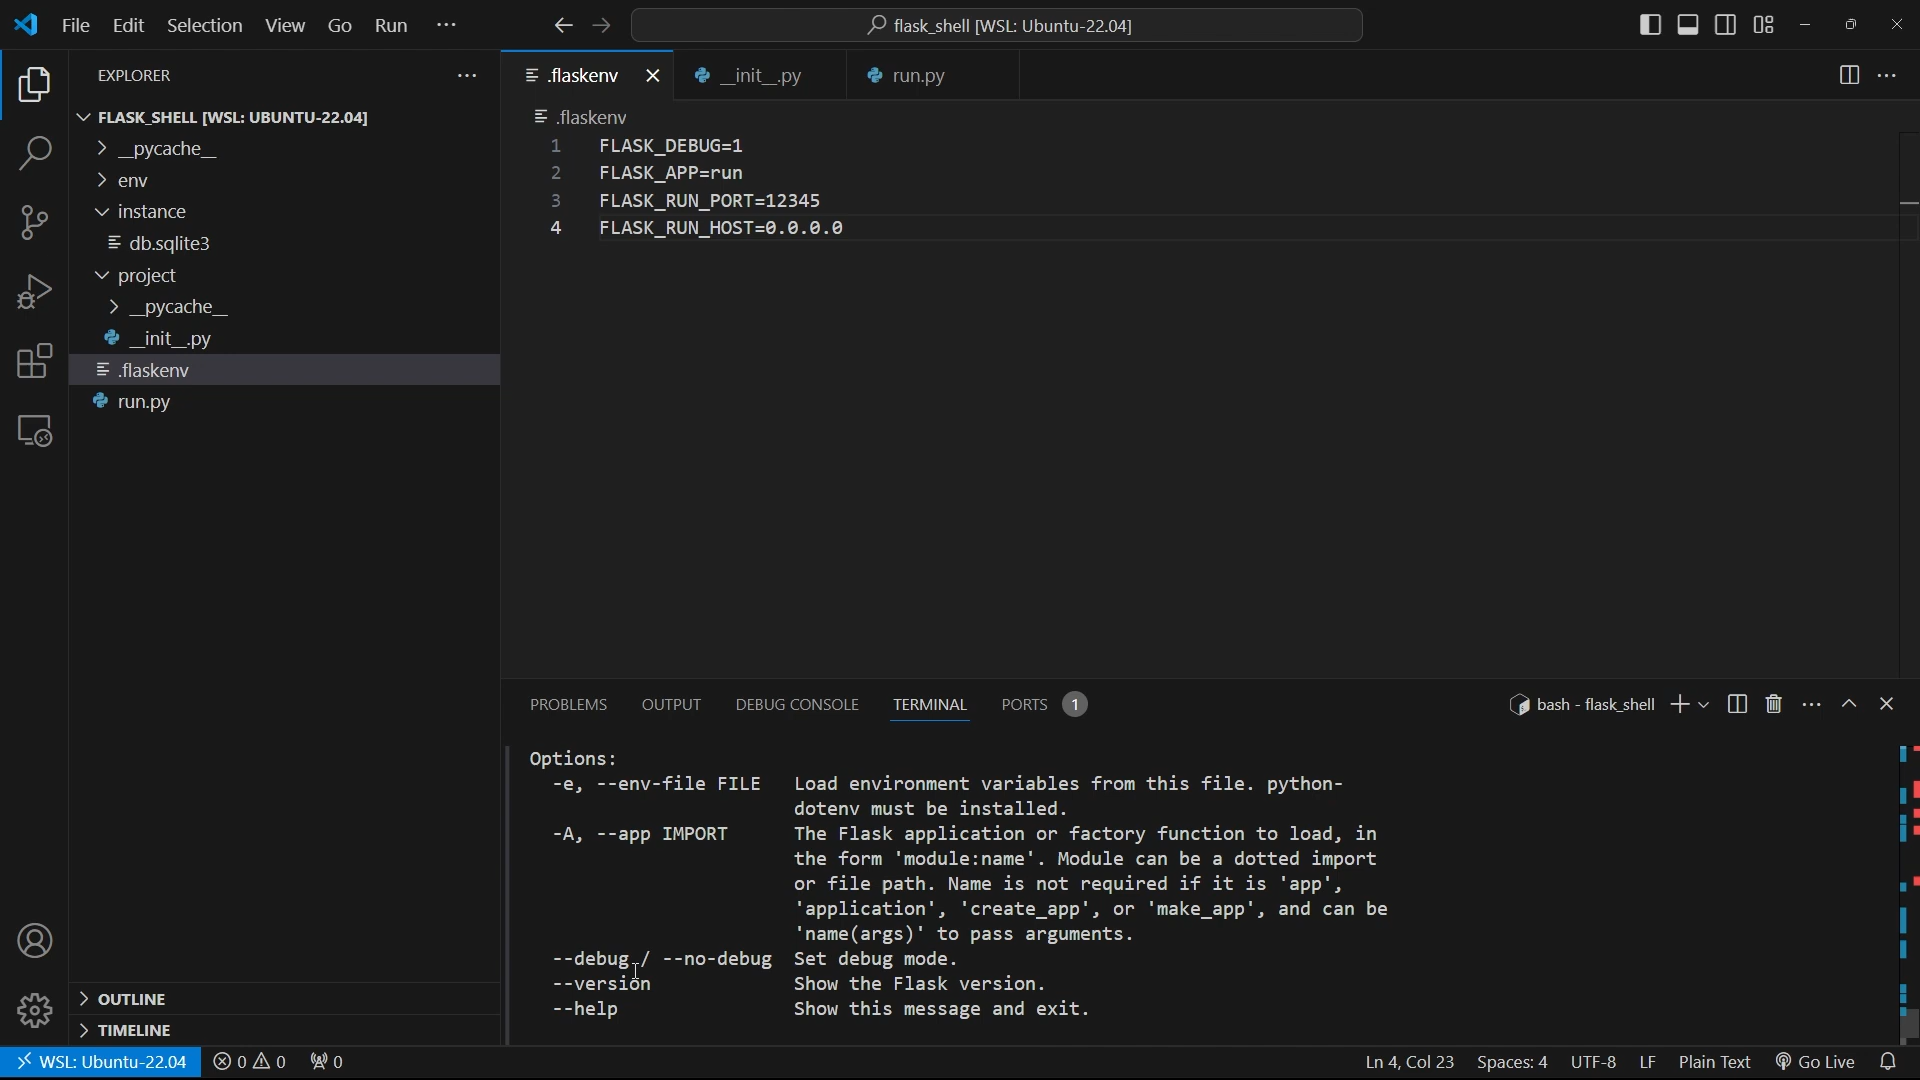 File Edit Selection View Go Run ··· flask_shell [WSL: Ubuntu-22.04]
EXPLORER ···
FLASK_SHELL [WSL: UBUNTU-22.04]
__pycache__
env
instance
db.sqlite3
project
__pycache__
__init__.py
.flaskenv
run.py
OUTLINE
TIMELINE
.flaskenv __init__.py run.py
.flaskenv
1 FLASK_DEBUG=1
2 FLASK_APP=run
3 FLASK_RUN_PORT=12345
4 FLASK_RUN_HOST=0.0.0.0
PROBLEMS OUTPUT DEBUG CONSOLE TERMINAL PORTS 1 bash - flask_shell
Options:
-e, --env-file FILE Load environment variables from this file. python-
dotenv must be installed.
-A, --app IMPORT The Flask application or factory function to load, in
the form 'module:name'. Module can be a dotted import
or file path. Name is not required if it is 'app',
'application', 'create_app', or 'make_app', and can be
'name(args)' to pass arguments.
--debug / --no-debug Set debug mode.
--version Show the Flask version.
--help Show this message and exit.
WSL: Ubuntu-22.04 0 0 0 Ln 4, Col 23 Spaces: 4 UTF-8 LF Plain Text Go Live